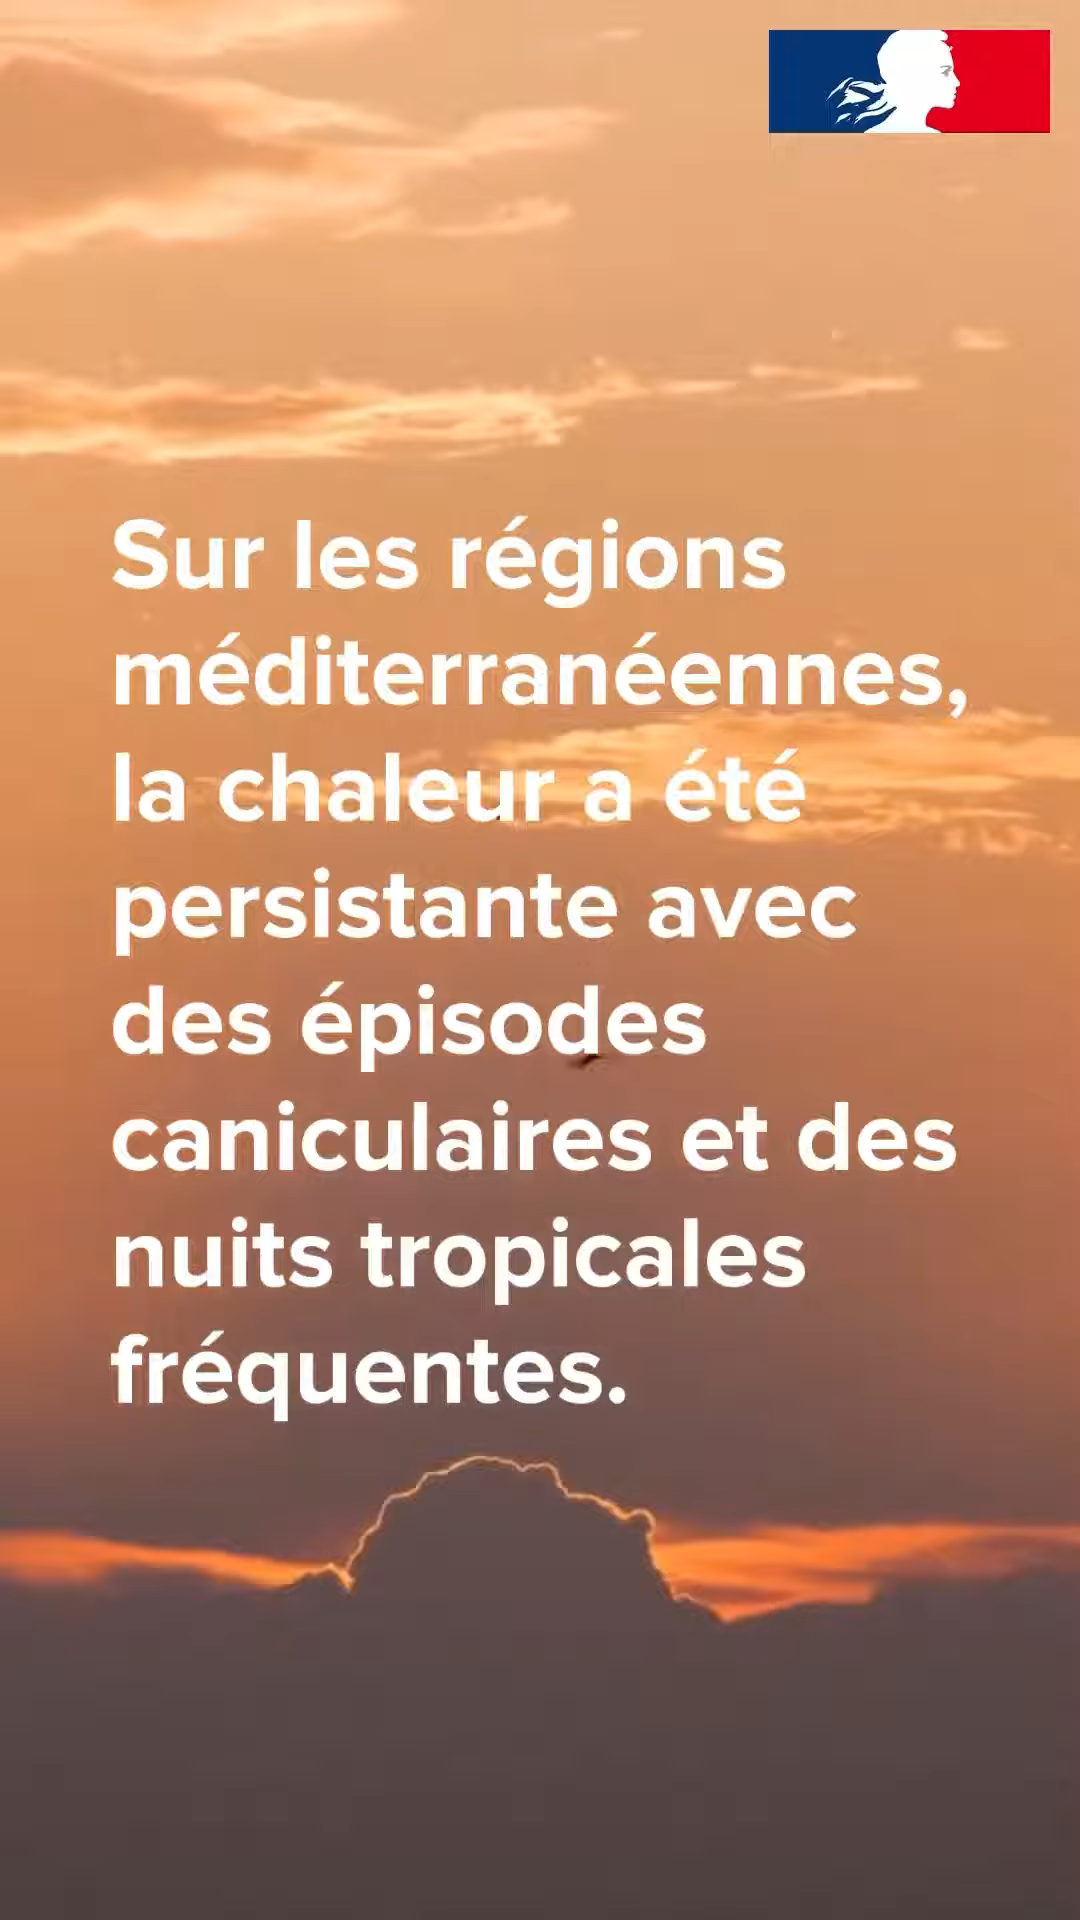 Sur les régions
méditerranéennes,
la chaleur a été
persistante avec
des épisodes
caniculaires et des
nuits tropicales
fréquentes.